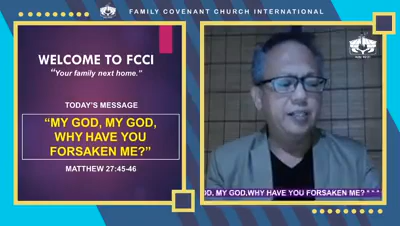 FAMILY COVENANT CHURCH INTERNATIONAL
WELCOME TO FCCI
“Your family next home.”
TODAY’S MESSAGE
“MY GOD, MY GOD,
WHY HAVE YOU
FORSAKEN ME?”
MATTHEW 27:45-46
OD, MY GOD,WHY HAVE YOU FORSAKEN ME?